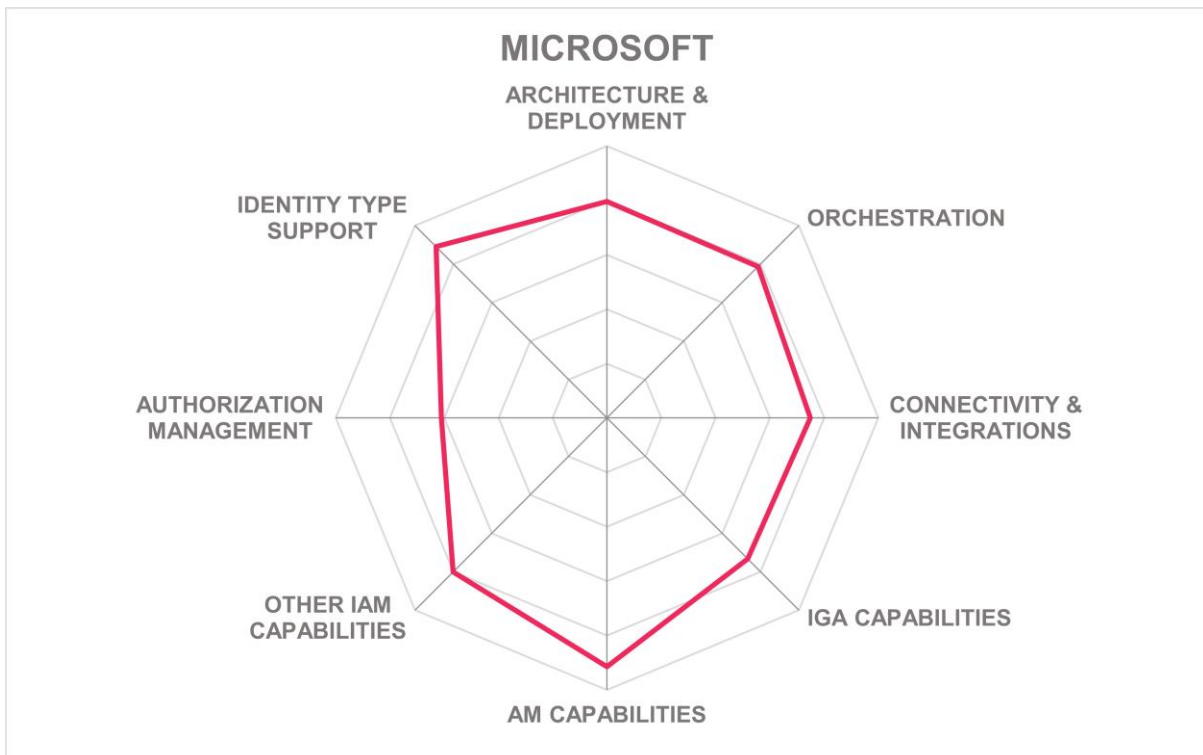 MICROSOFT
ARCHITECTURE &
DEPLOYMENT
IDENTITY TYPE
SUPPORT
ORCHESTRATION
AUTHORIZATION
MANAGEMENT
CONNECTIVITY &
INTEGRATIONS
OTHER IAM
CAPABILITIES
IGA CAPABILITIES
AM CAPABILITIES